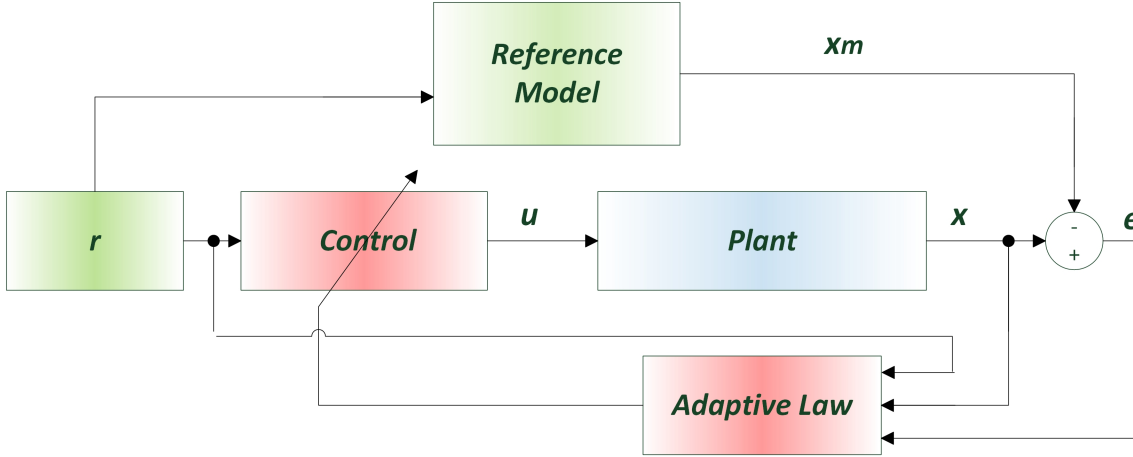 Reference
Model
xm
r
Control
u
Plant
x
-
+
e
Adaptive Law